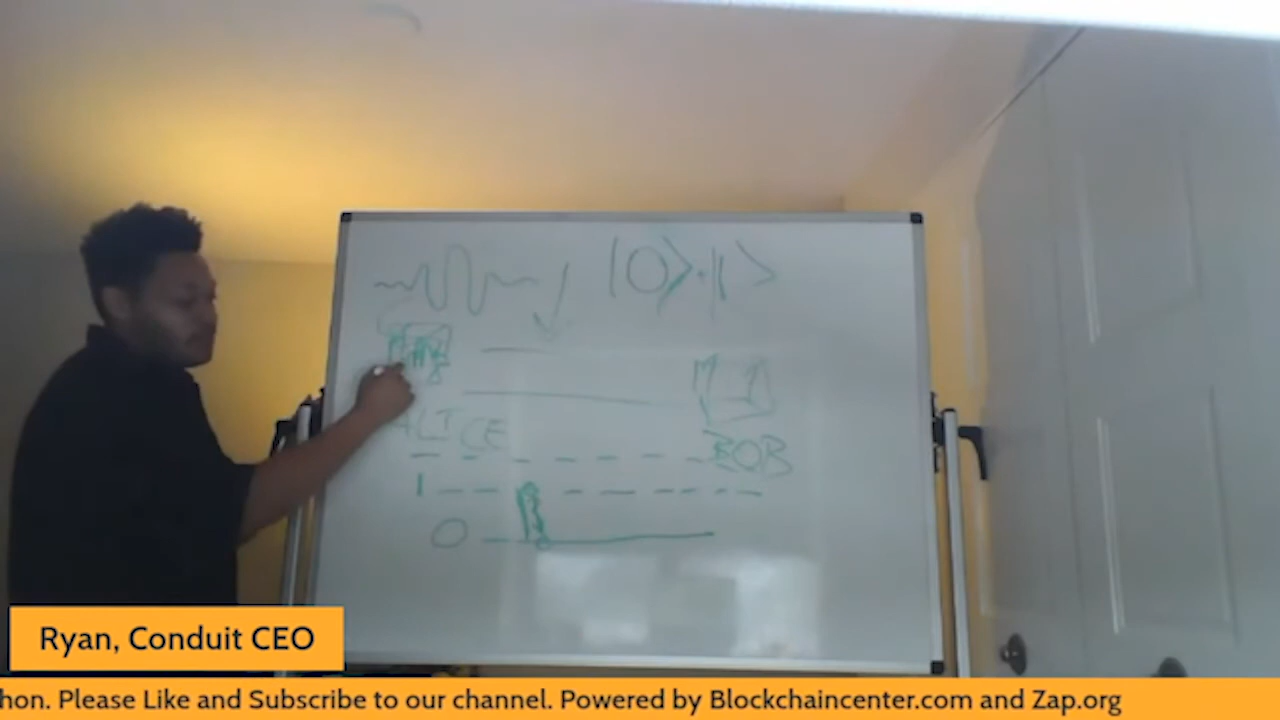 |0> · |1>
ALICE
BOB
1
0
Ryan, Conduit CEO
hon. Please Like and Subscribe to our channel. Powered by Blockchaincenter.com and Zap.org